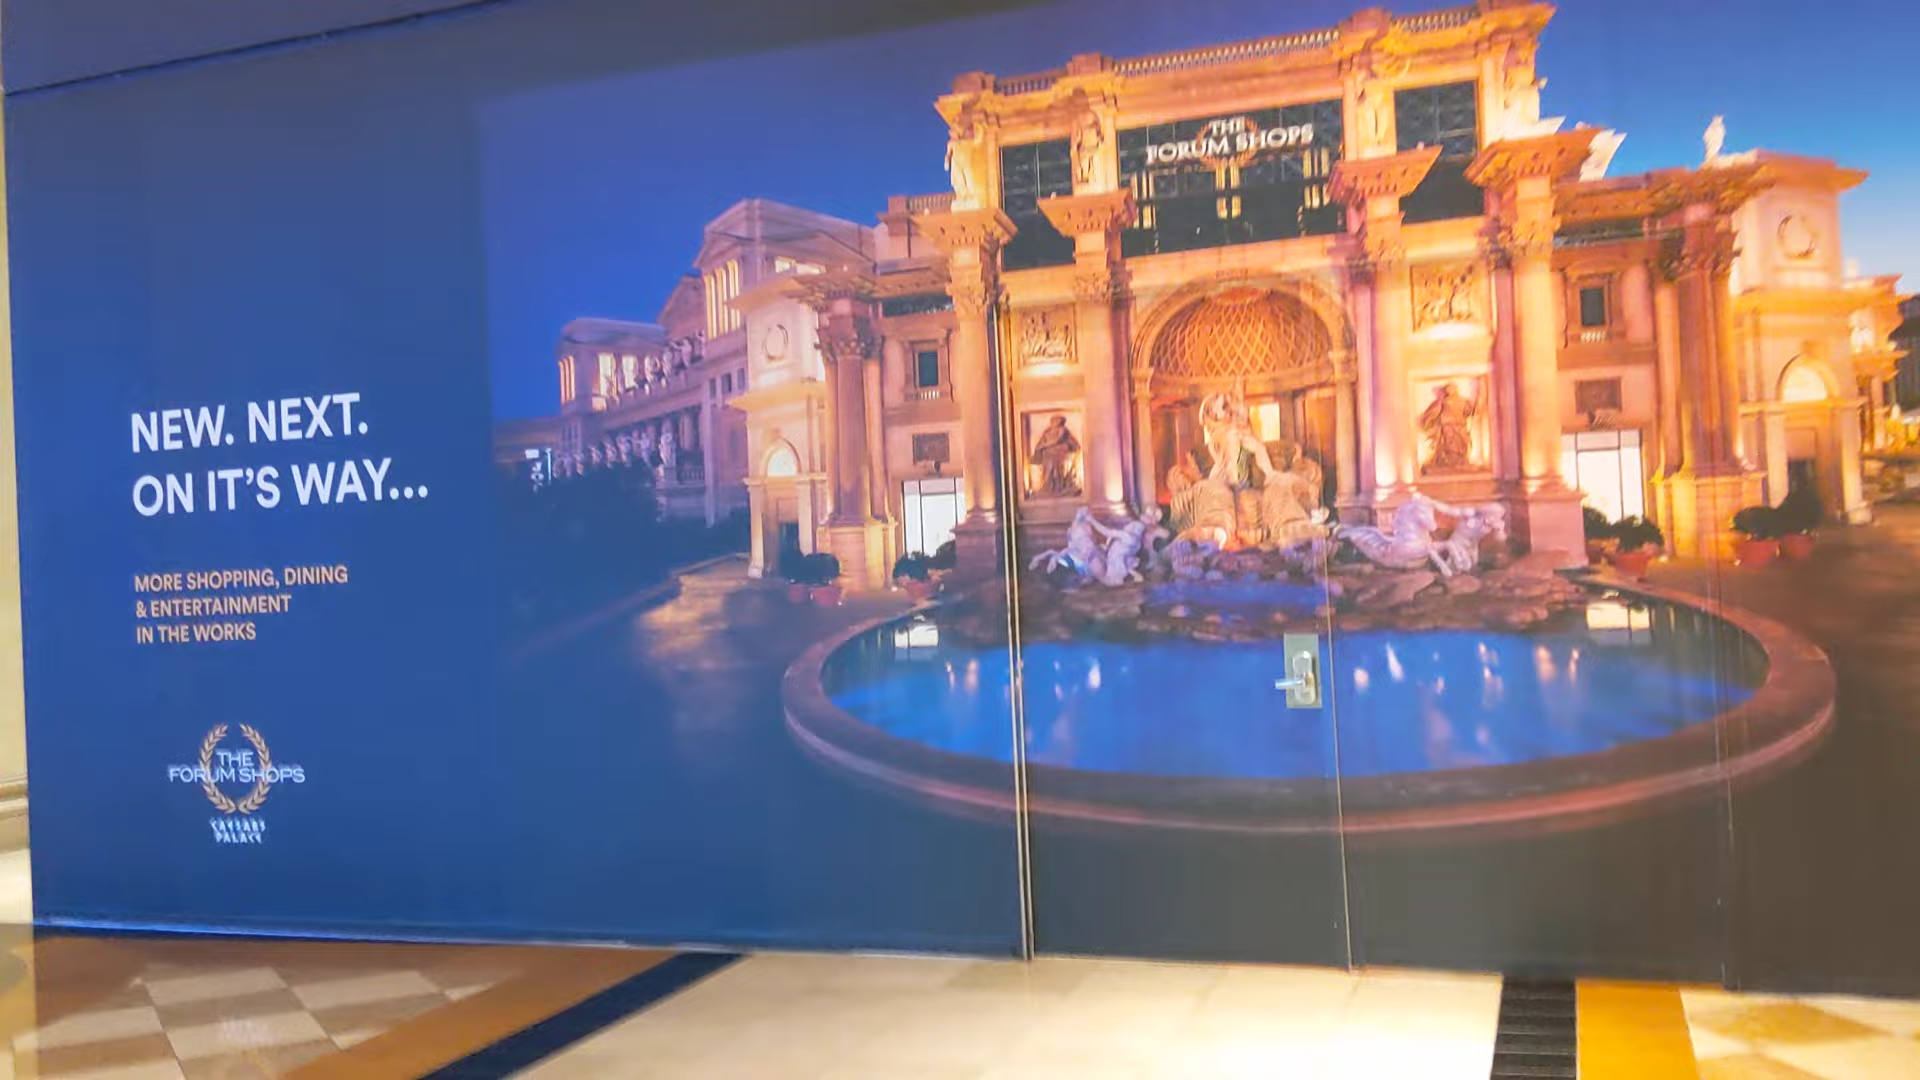 THE
FORUM SHOPS
NEW. NEXT.
ON IT'S WAY...
MORE SHOPPING, DINING
& ENTERTAINMENT
IN THE WORKS
THE
FORUM SHOPS
CAESARS
PALACE